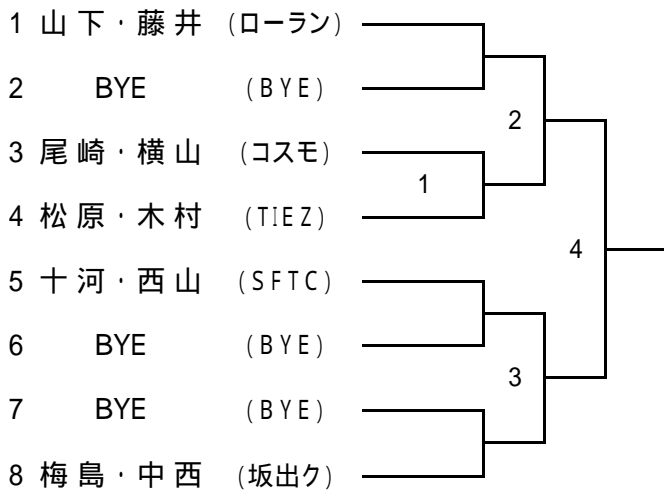 1 山下・藤井 (ローラン)
2 BYE (BYE)
2
3 尾崎・横山 (コスモ)
1
4 松原・木村 (TIEZ)
4
5 十河・西山 (SFTC)
6 BYE (BYE)
3
7 BYE (BYE)
8 梅島・中西 (坂出ク)